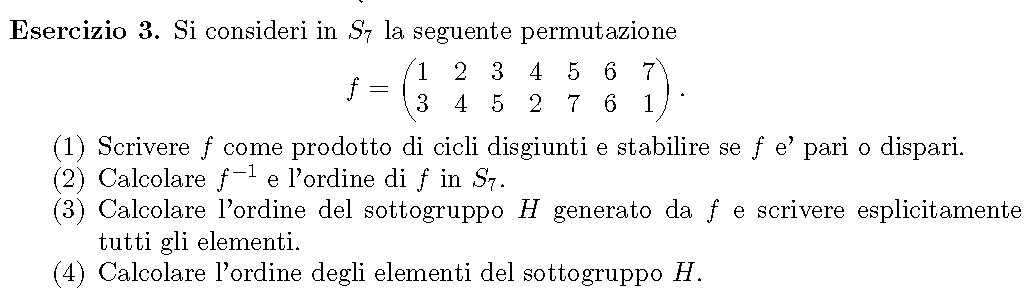 Esercizio 3. Si consideri in S₇ la seguente permutazione
f = (1 2 3 4 5 6 7
3 4 5 2 7 6 1).
(1) Scrivere f come prodotto di cicli disgiunti e stabilire se f e' pari o dispari.
(2) Calcolare f⁻¹ e l'ordine di f in S₇.
(3) Calcolare l'ordine del sottogruppo H generato da f e scrivere esplicitamente
tutti gli elementi.
(4) Calcolare l'ordine degli elementi del sottogruppo H.